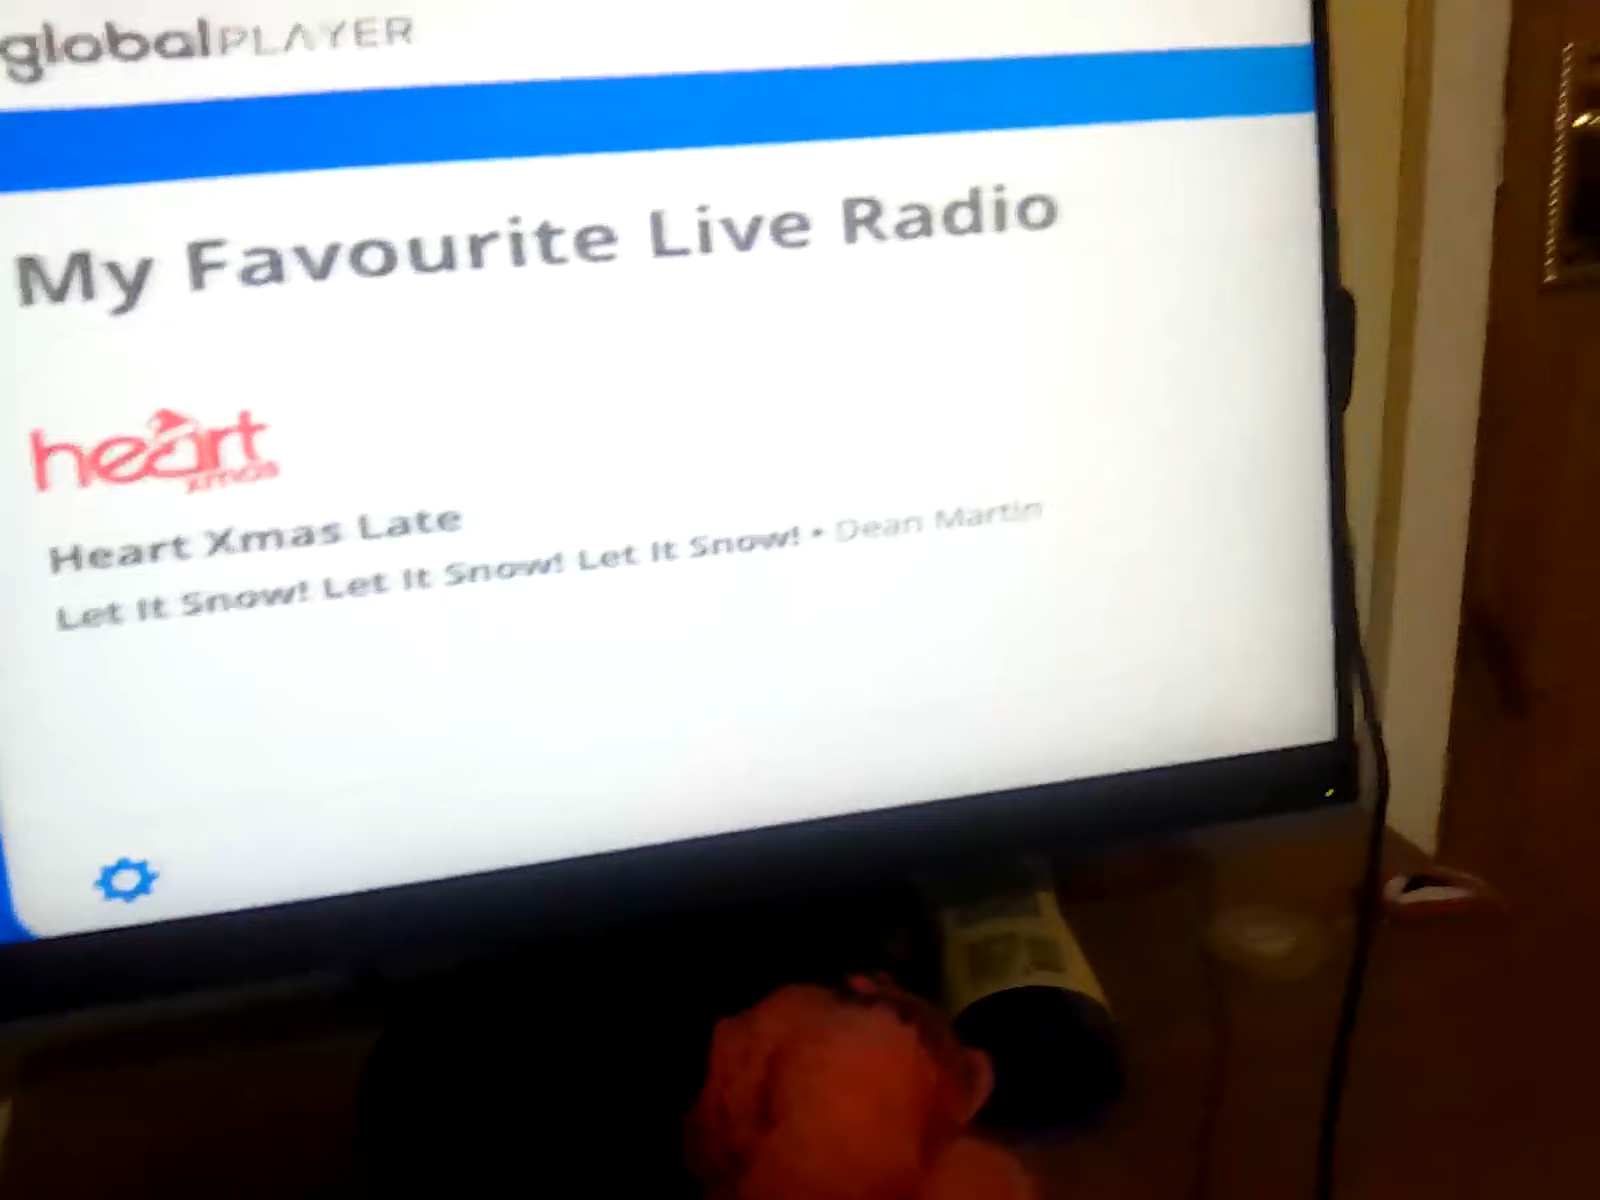 globalPLAYER
My Favourite Live Radio
heart
xmas
Heart Xmas Late
Let It Snow! Let It Snow! Let It Snow! • Dean Martin